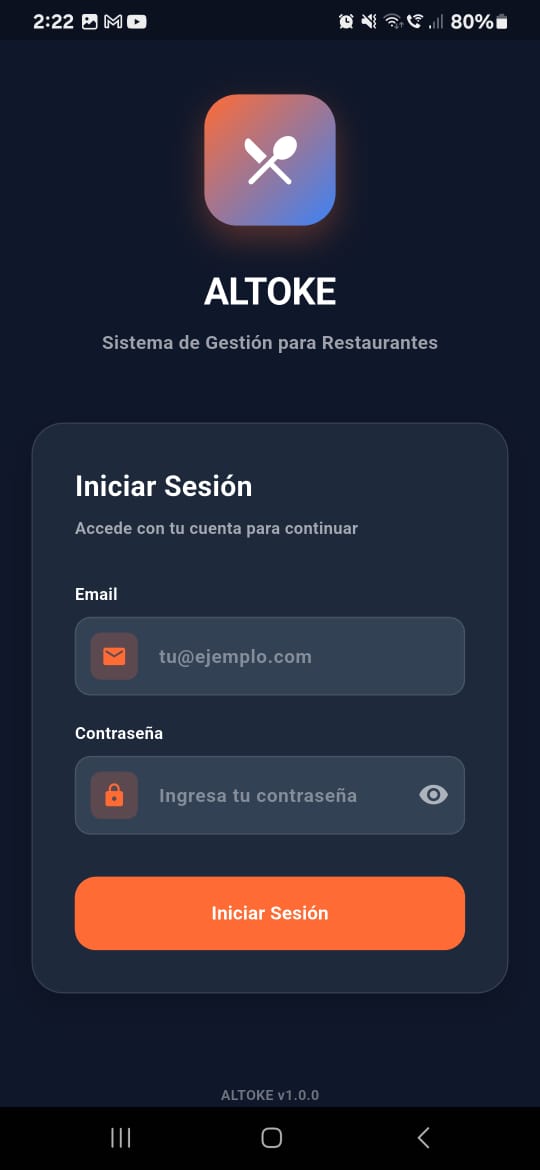 2:22 80%
ALTOKE
Sistema de Gestión para Restaurantes
Iniciar Sesión
Accede con tu cuenta para continuar
Email
tu@ejemplo.com
Contraseña
Ingresa tu contraseña
Iniciar Sesión
ALTOKE v1.0.0